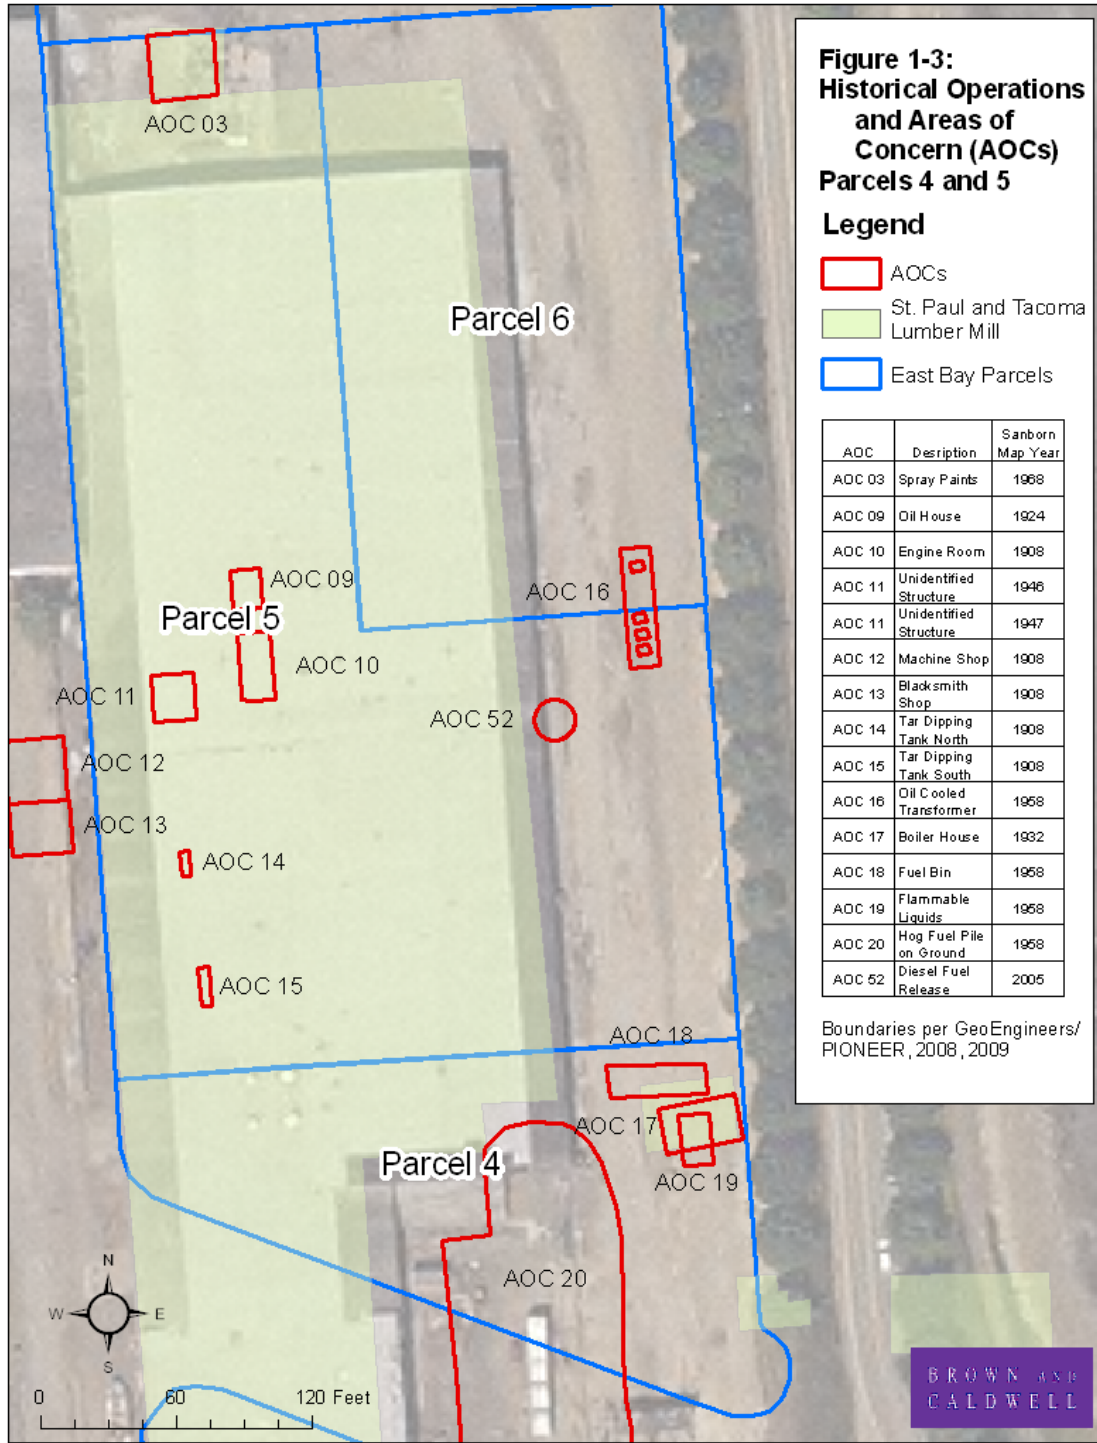 Figure 1-3:
Historical Operations
and Areas of
Concern (AOCs)
Parcels 4 and 5
Legend
AOCs
St. Paul and Tacoma
Lumber Mill
East Bay Parcels
AOC Desription Sanborn Map Year
AOC 03 Spray Paints 1968
AOC 09 Oil House 1924
AOC 10 Engine Room 1908
AOC 11 Unidentified Structure 1946
AOC 11 Unidentified Structure 1947
AOC 12 Machine Shop 1908
AOC 13 Blacksmith Shop 1908
AOC 14 Tar Dipping Tank North 1908
AOC 15 Tar Dipping Tank South 1908
AOC 16 Oil Cooled Transformer 1958
AOC 17 Boiler House 1932
AOC 18 Fuel Bin 1958
AOC 19 Flammable Liquids 1958
AOC 20 Hog Fuel Pile on Ground 1958
AOC 52 Diesel Fuel Release 2005
Boundaries per GeoEngineers/
PIONEER, 2008, 2009
BROWN AND
CALDWELL
AOC 03
Parcel 6
AOC 09
AOC 16
Parcel 5
AOC 10
AOC 11
AOC 52
AOC 12
AOC 13
AOC 14
AOC 15
AOC 18
AOC 17
Parcel 4
AOC 19
AOC 20
N
W E
S
0 60 120 Feet